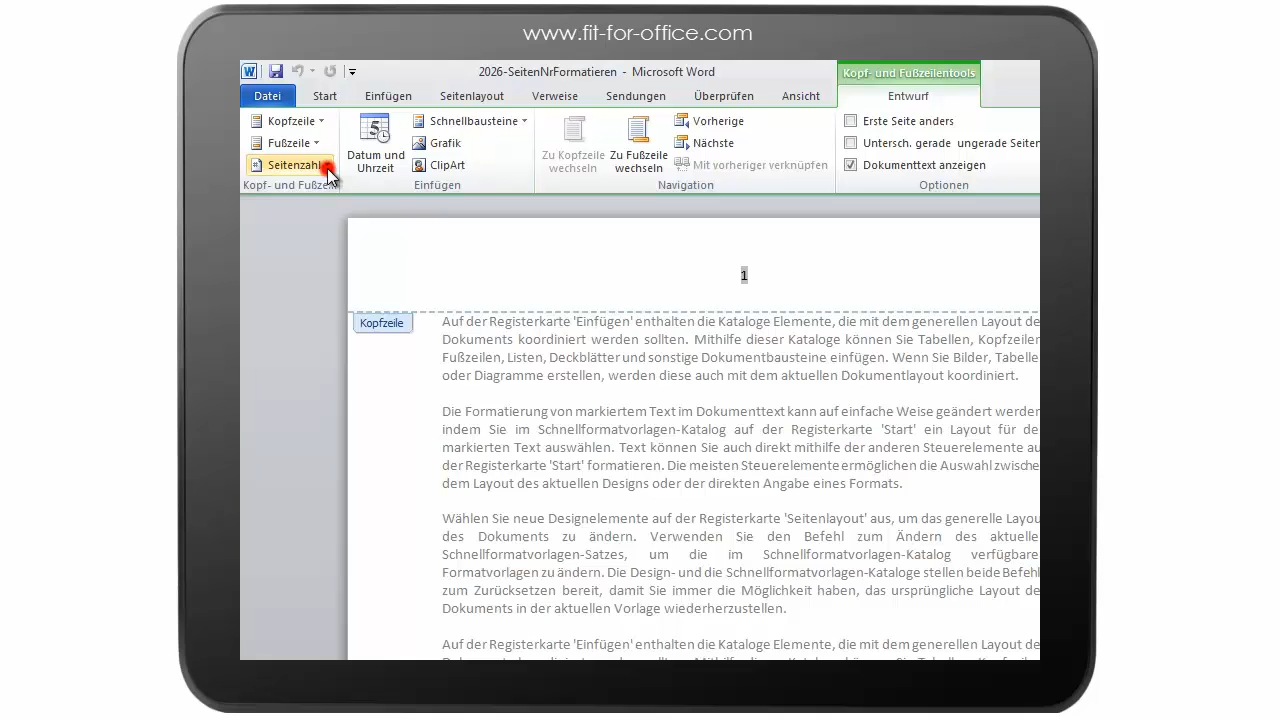 www.fit-for-office.com
2026-SeitenNrFormatieren - Microsoft Word
Kopf- und Fußzeilentools
Datei Start Einfügen Seitenlayout Verweise Sendungen Überprüfen Ansicht Entwurf
Kopfzeile
Fußzeile
Seitenzahl
Kopf- und Fußzeil
Datum und Uhrzeit
Schnellbausteine
Grafik
ClipArt
Einfügen
Zu Kopfzeile wechseln
Zu Fußzeile wechseln
Vorherige
Nächste
Mit vorheriger verknüpfen
Navigation
Erste Seite anders
Untersch. gerade ungerade Seiten
Dokumenttext anzeigen
Optionen
1
Kopfzeile
Auf der Registerkarte 'Einfügen' enthalten die Kataloge Elemente, die mit dem generellen Layout de
Dokuments koordiniert werden sollten. Mithilfe dieser Kataloge können Sie Tabellen, Kopfzeilen
Fußzeilen, Listen, Deckblätter und sonstige Dokumentbausteine einfügen. Wenn Sie Bilder, Tabelle
oder Diagramme erstellen, werden diese auch mit dem aktuellen Dokumentlayout koordiniert.
Die Formatierung von markiertem Text im Dokumenttext kann auf einfache Weise geändert werden
indem Sie im Schnellformatvorlagen-Katalog auf der Registerkarte 'Start' ein Layout für de
markierten Text auswählen. Text können Sie auch direkt mithilfe der anderen Steuerelemente au
der Registerkarte 'Start' formatieren. Die meisten Steuerelemente ermöglichen die Auswahl zwische
dem Layout des aktuellen Designs oder der direkten Angabe eines Formats.
Wählen Sie neue Designelemente auf der Registerkarte 'Seitenlayout' aus, um das generelle Layou
des Dokuments zu ändern. Verwenden Sie den Befehl zum Ändern des aktuelle
Schnellformatvorlagen-Satzes, um die im Schnellformatvorlagen-Katalog verfügbare
Formatvorlagen zu ändern. Die Design- und die Schnellformatvorlagen-Kataloge stellen beide Befehl
zum Zurücksetzen bereit, damit Sie immer die Möglichkeit haben, das ursprüngliche Layout de
Dokuments in der aktuellen Vorlage wiederherzustellen.
Auf der Registerkarte 'Einfügen' enthalten die Kataloge Elemente, die mit dem generellen Layout de